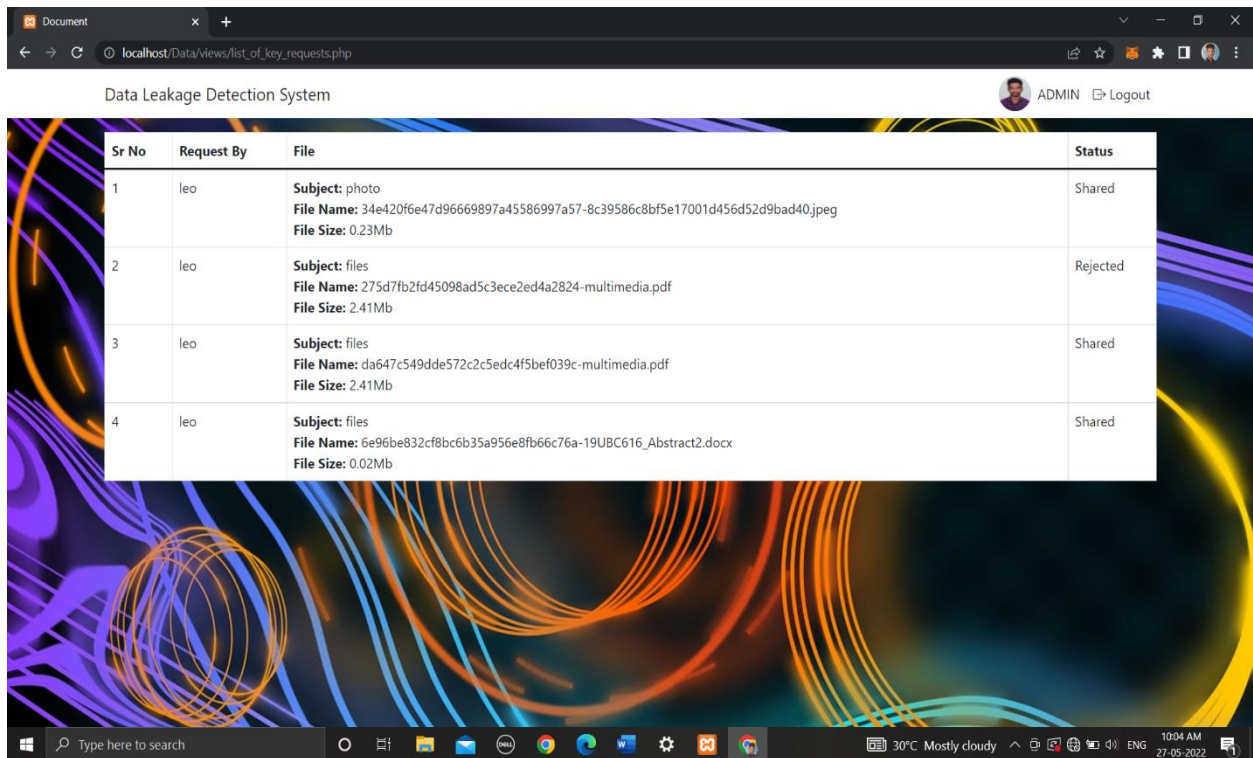 Document
localhost/Data/views/list_of_key_requests.php
Data Leakage Detection System ADMIN Logout
Sr No Request By File Status
1 leo Subject: photo Shared
File Name: 34e420f6e47d96669897a45586997a57-8c39586c8bf5e17001d456d52d9bad40.jpeg
File Size: 0.23Mb
2 leo Subject: files Rejected
File Name: 275d7fb2fd45098ad5c3ece2ed4a2824-multimedia.pdf
File Size: 2.41Mb
3 leo Subject: files Shared
File Name: da647c549dde572c2c5edc4f5bef039c-multimedia.pdf
File Size: 2.41Mb
4 leo Subject: files Shared
File Name: 6e96be832cf8bc6b35a956e8fb66c76a-19UBC616_Abstract2.docx
File Size: 0.02Mb
Type here to search DELL 30°C Mostly cloudy ENG 10:04 AM
27-05-2022